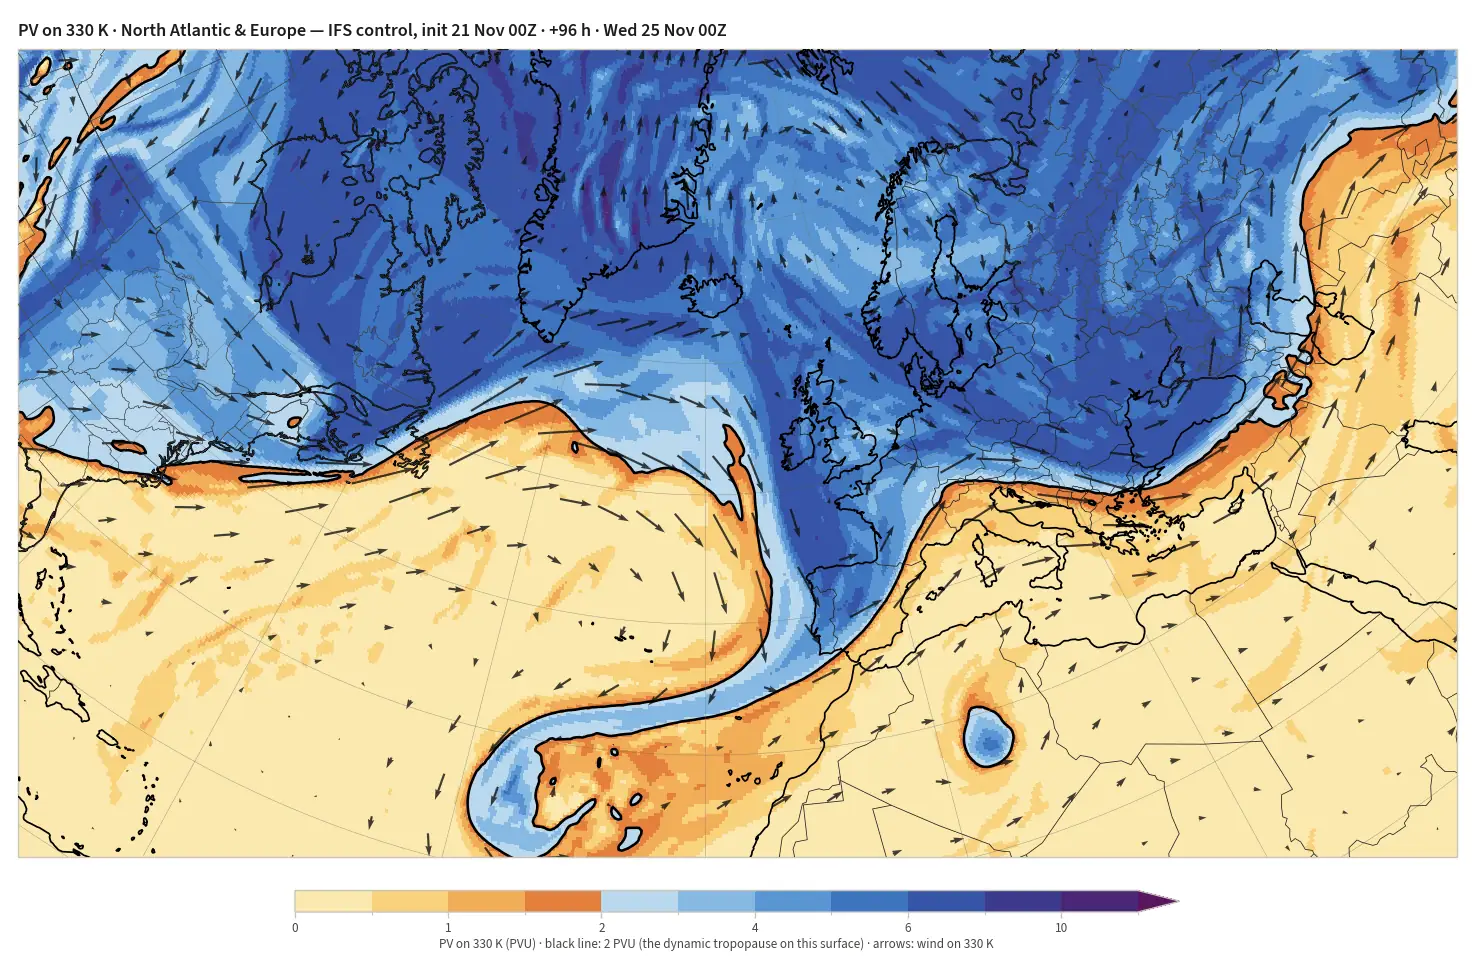 PV on 330 K · North Atlantic & Europe — IFS control, init 21 Nov 00Z · +96 h · Wed 25 Nov 00Z
0 1 2 4 6 10
PV on 330 K (PVU) · black line: 2 PVU (the dynamic tropopause on this surface) · arrows: wind on 330 K